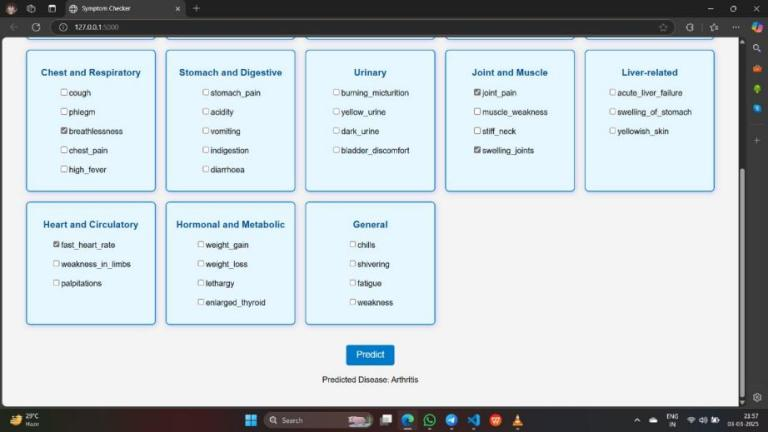 Symptom Checker
127.0.0.1:5000
Chest and Respiratory
cough
phlegm
breathlessness
chest_pain
high_fever
Stomach and Digestive
stomach_pain
acidity
vomiting
indigestion
diarrhoea
Urinary
burning_micturition
yellow_urine
dark_urine
bladder_discomfort
Joint and Muscle
joint_pain
muscle_weakness
stiff_neck
swelling_joints
Liver-related
acute_liver_failure
swelling_of_stomach
yellowish_skin
Heart and Circulatory
fast_heart_rate
weakness_in_limbs
palpitations
Hormonal and Metabolic
weight_gain
weight_loss
lethargy
enlarged_thyroid
General
chills
shivering
fatigue
weakness
Predict
Predicted Disease: Arthritis
29°C
Haze
Search
ENG
IN
21:57
03-03-2025